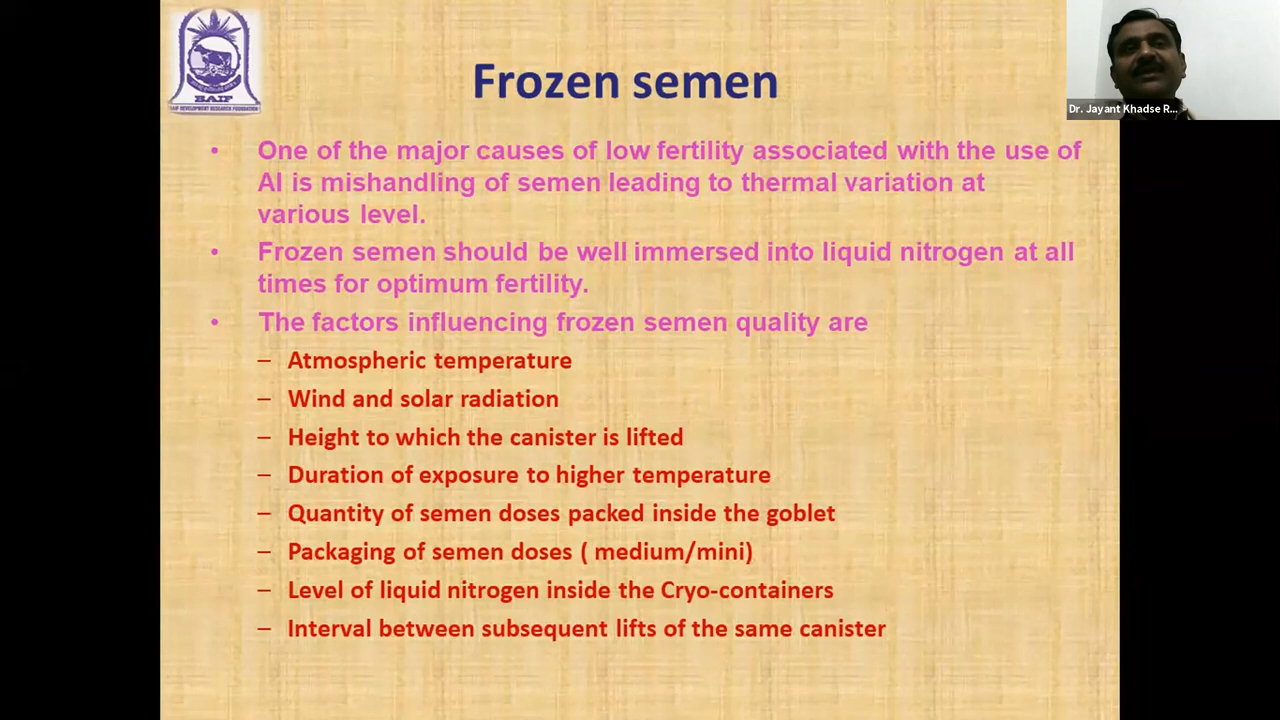 Frozen semen
BAIF
BAIF DEVELOPMENT RESEARCH FOUNDATION
Dr. Jayant Khadse R...
• One of the major causes of low fertility associated with the use of
AI is mishandling of semen leading to thermal variation at
various level.
• Frozen semen should be well immersed into liquid nitrogen at all
times for optimum fertility.
• The factors influencing frozen semen quality are
– Atmospheric temperature
– Wind and solar radiation
– Height to which the canister is lifted
– Duration of exposure to higher temperature
– Quantity of semen doses packed inside the goblet
– Packaging of semen doses ( medium/mini)
– Level of liquid nitrogen inside the Cryo-containers
– Interval between subsequent lifts of the same canister